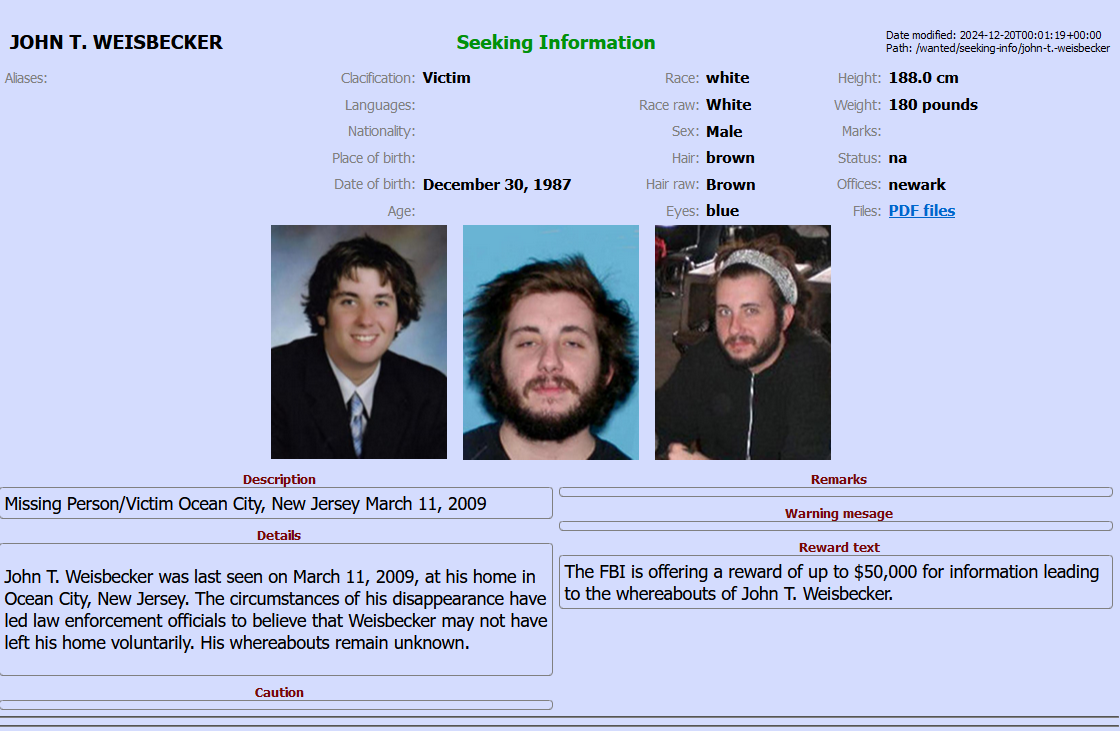 JOHN T. WEISBECKER
Seeking Information
Date modified: 2024-12-20T00:01:19+00:00
Path: /wanted/seeking-info/john-t.-weisbecker
Aliases:
Clacification: Victim
Race: white
Height: 188.0 cm
Languages:
Race raw: White
Weight: 180 pounds
Nationality:
Sex: Male
Marks:
Place of birth:
Hair: brown
Status: na
Date of birth: December 30, 1987
Hair raw: Brown
Offices: newark
Age:
Eyes: blue
Files: PDF files
Description
Missing Person/Victim Ocean City, New Jersey March 11, 2009
Details
John T. Weisbecker was last seen on March 11, 2009, at his home in
Ocean City, New Jersey. The circumstances of his disappearance have
led law enforcement officials to believe that Weisbecker may not have
left his home voluntarily. His whereabouts remain unknown.
Caution
Remarks
Warning mesage
Reward text
The FBI is offering a reward of up to $50,000 for information leading
to the whereabouts of John T. Weisbecker.